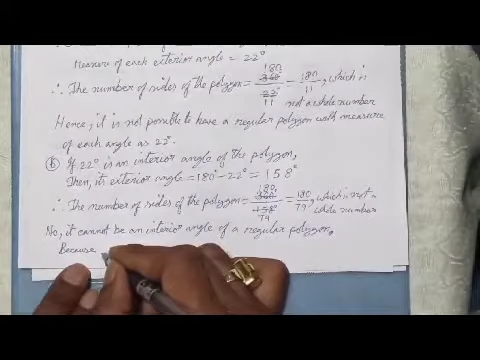 Measure of each exterior angle = 22°
∴ The number of sides of the polygon = 360° 180 / 22° 11 = 180/11, which is
not a whole number
Hence, it is not possible to have a regular polygon with measure
of each angle as 22°.
(b) If 22° is an interior angle of the polygon,
Then, its exterior angle = 180° - 22° = 158°
∴ The number of sides of the polygon = 360° 180 / 158° 79 = 180/79, which is not a
whole number
No, it cannot be an interior angle of a regular polygon.
Because